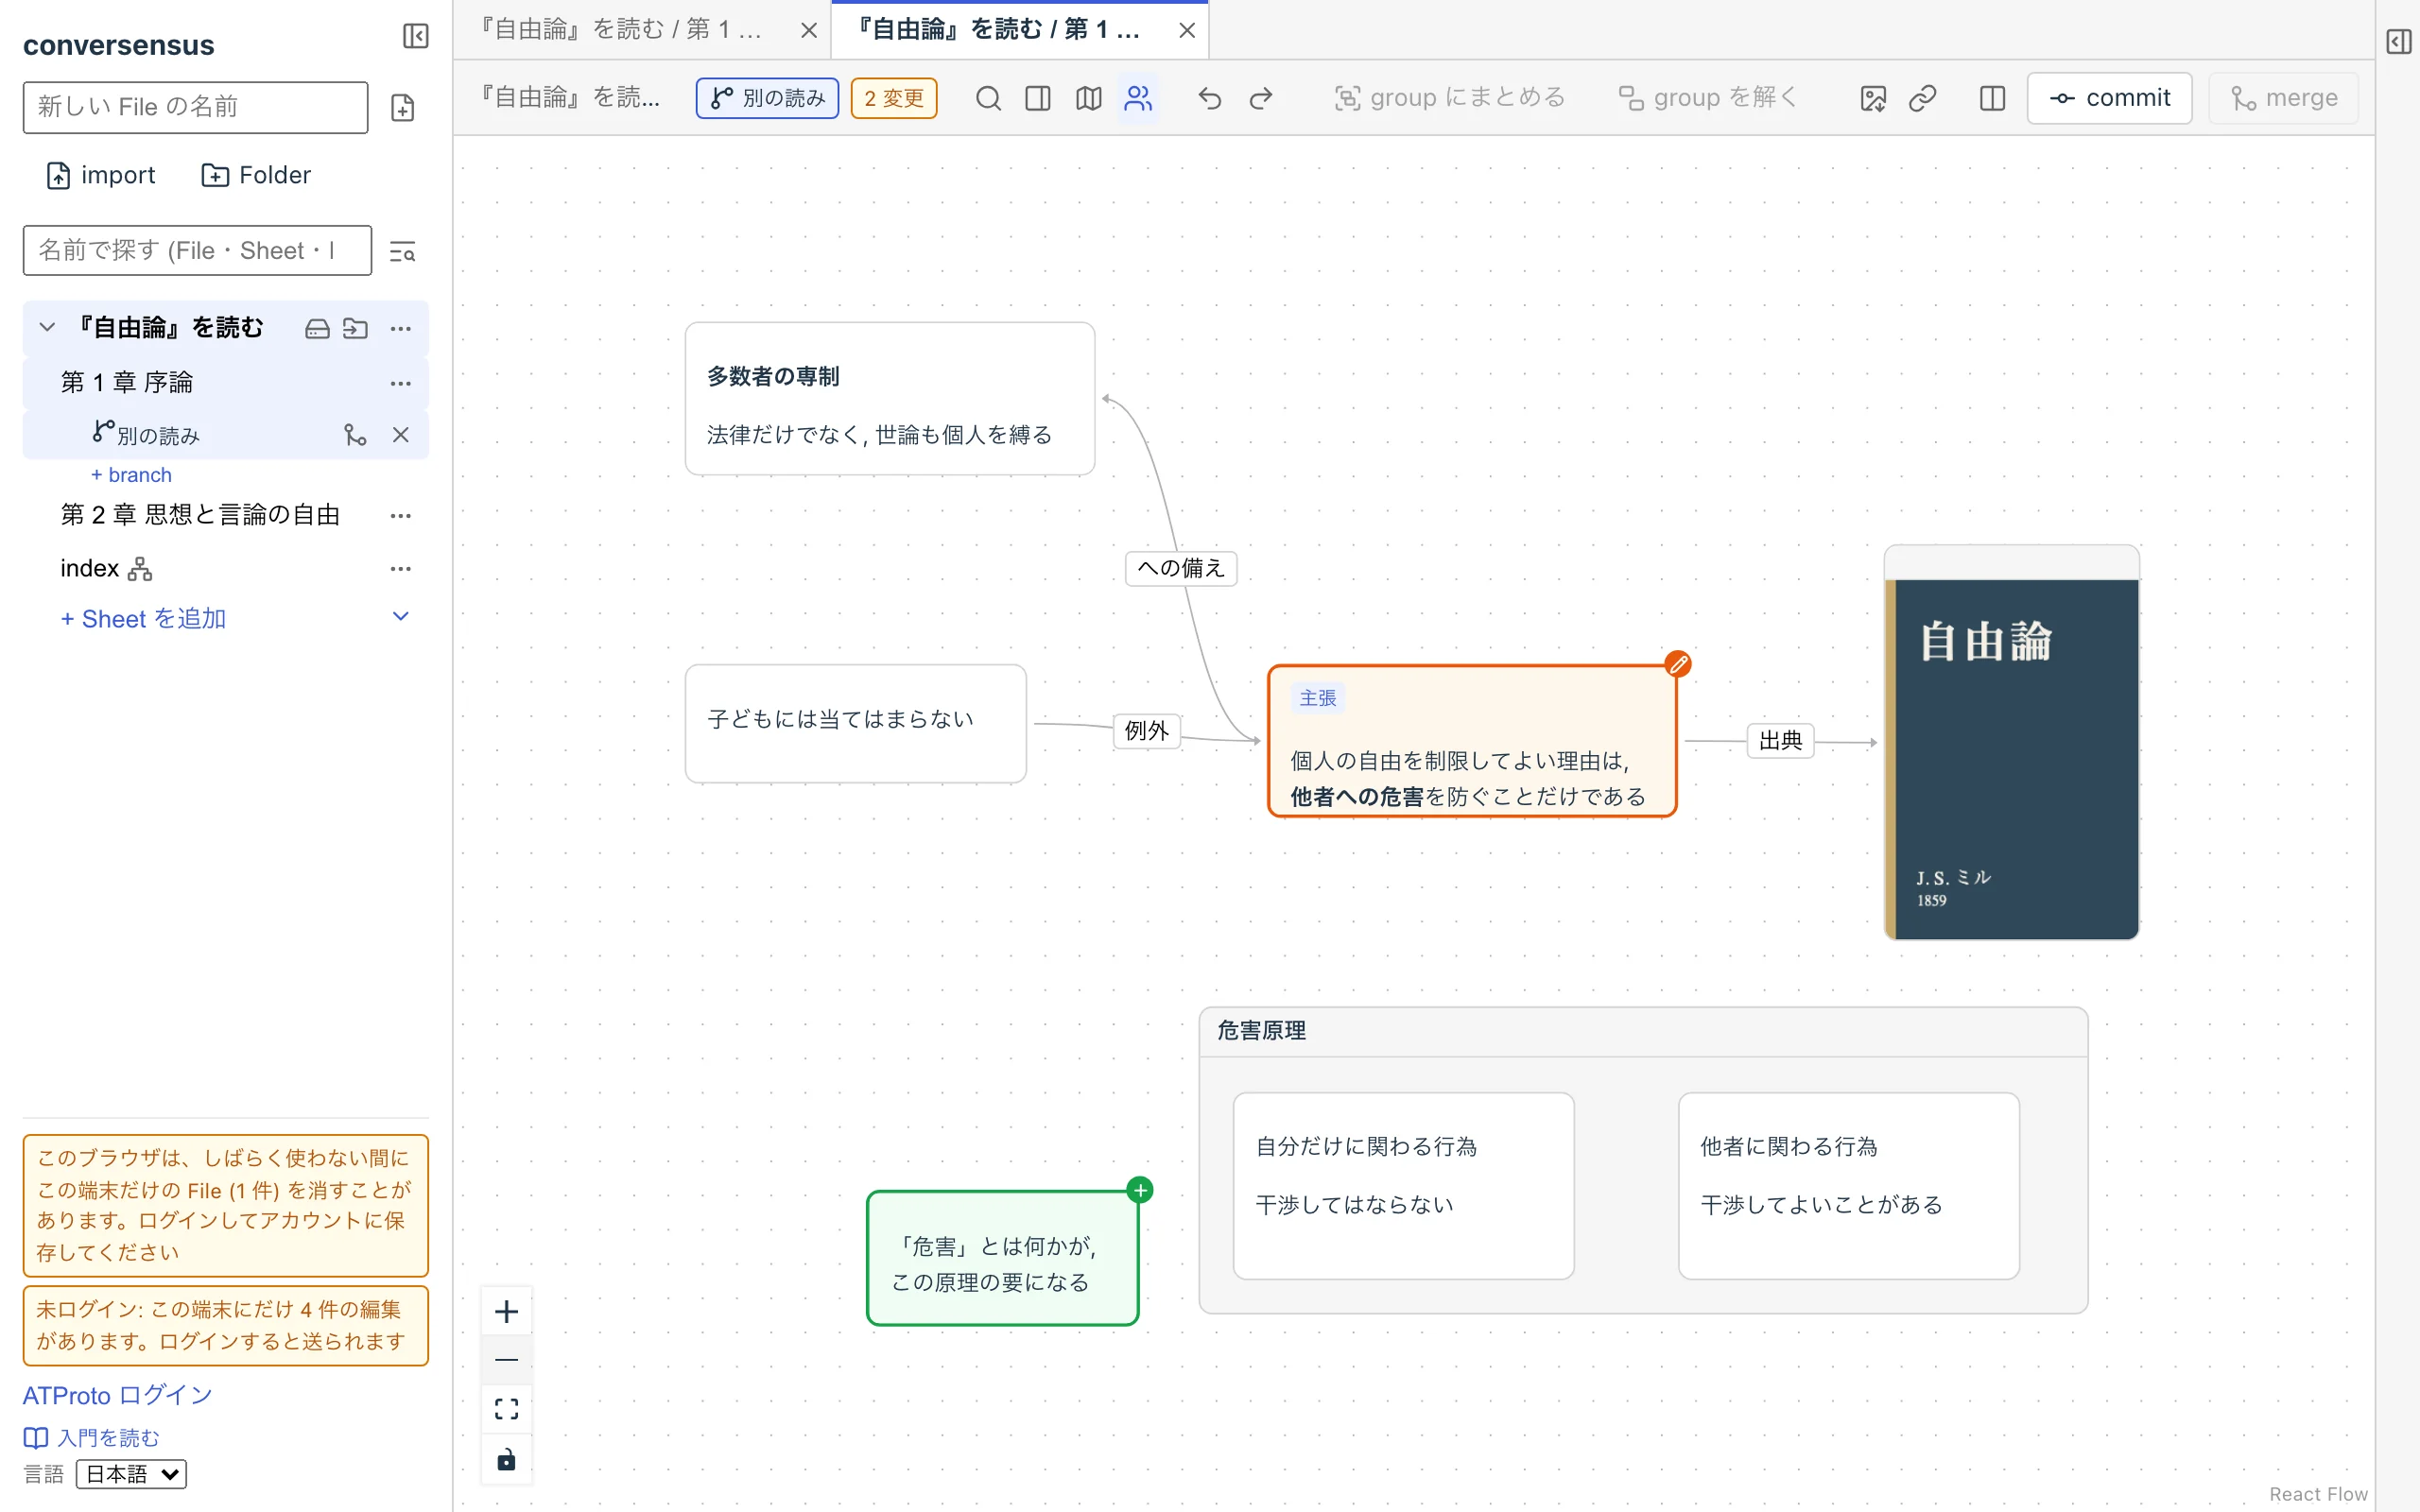 conversensus
新しい File の名前
import
Folder
名前で探す (File・Sheet・l
『自由論』を読む
第 1 章 序論
別の読み
+ branch
第 2 章 思想と言論の自由
index
+ Sheet を追加
このブラウザは、しばらく使わない間に
この端末だけの File (1 件) を消すことが
あります。ログインしてアカウントに保
存してください
未ログイン: この端末にだけ 4 件の編集
があります。ログインすると送られます
ATProto ログイン
入門を読む
言語 日本語
『自由論』を読む / 第 1 ...
『自由論』を読む / 第 1 ...
『自由論』を読...
別の読み
2 変更
group にまとめる
group を解く
commit
merge
多数者の専制
法律だけでなく, 世論も個人を縛る
への備え
子どもには当てはまらない
例外
主張
個人の自由を制限してよい理由は,
他者への危害を防ぐことだけである
出典
自由論
J. S. ミル
1859
危害原理
自分だけに関わる行為
干渉してはならない
他者に関わる行為
干渉してよいことがある
「危害」とは何かが,
この原理の要になる
React Flow